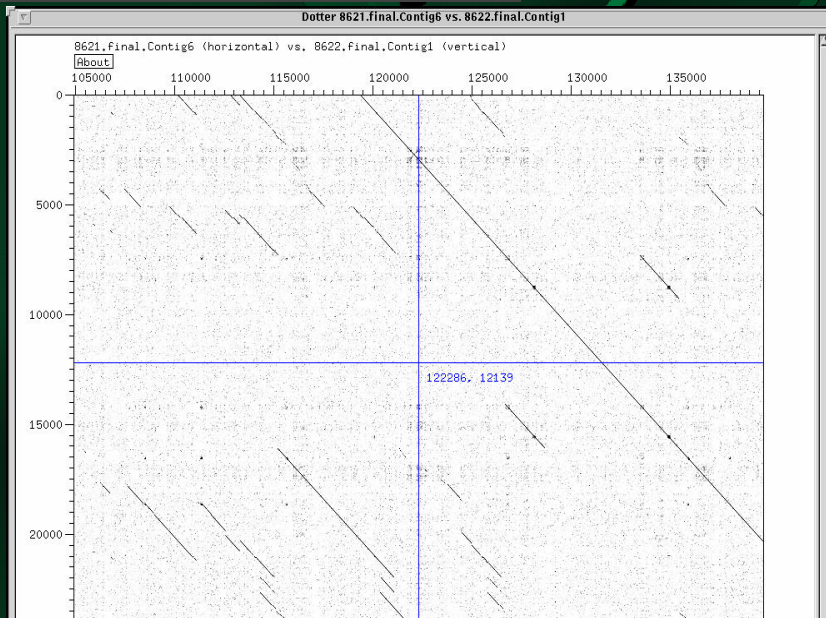 Dotter 8621.final.Contig6 vs. 8622.final.Contig1
8621.final.Contig6 (horizontal) vs. 8622.final.Contig1 (vertical)
About
105000 110000 115000 120000 125000 130000 135000
0
5000
10000
122286, 12139
15000
20000